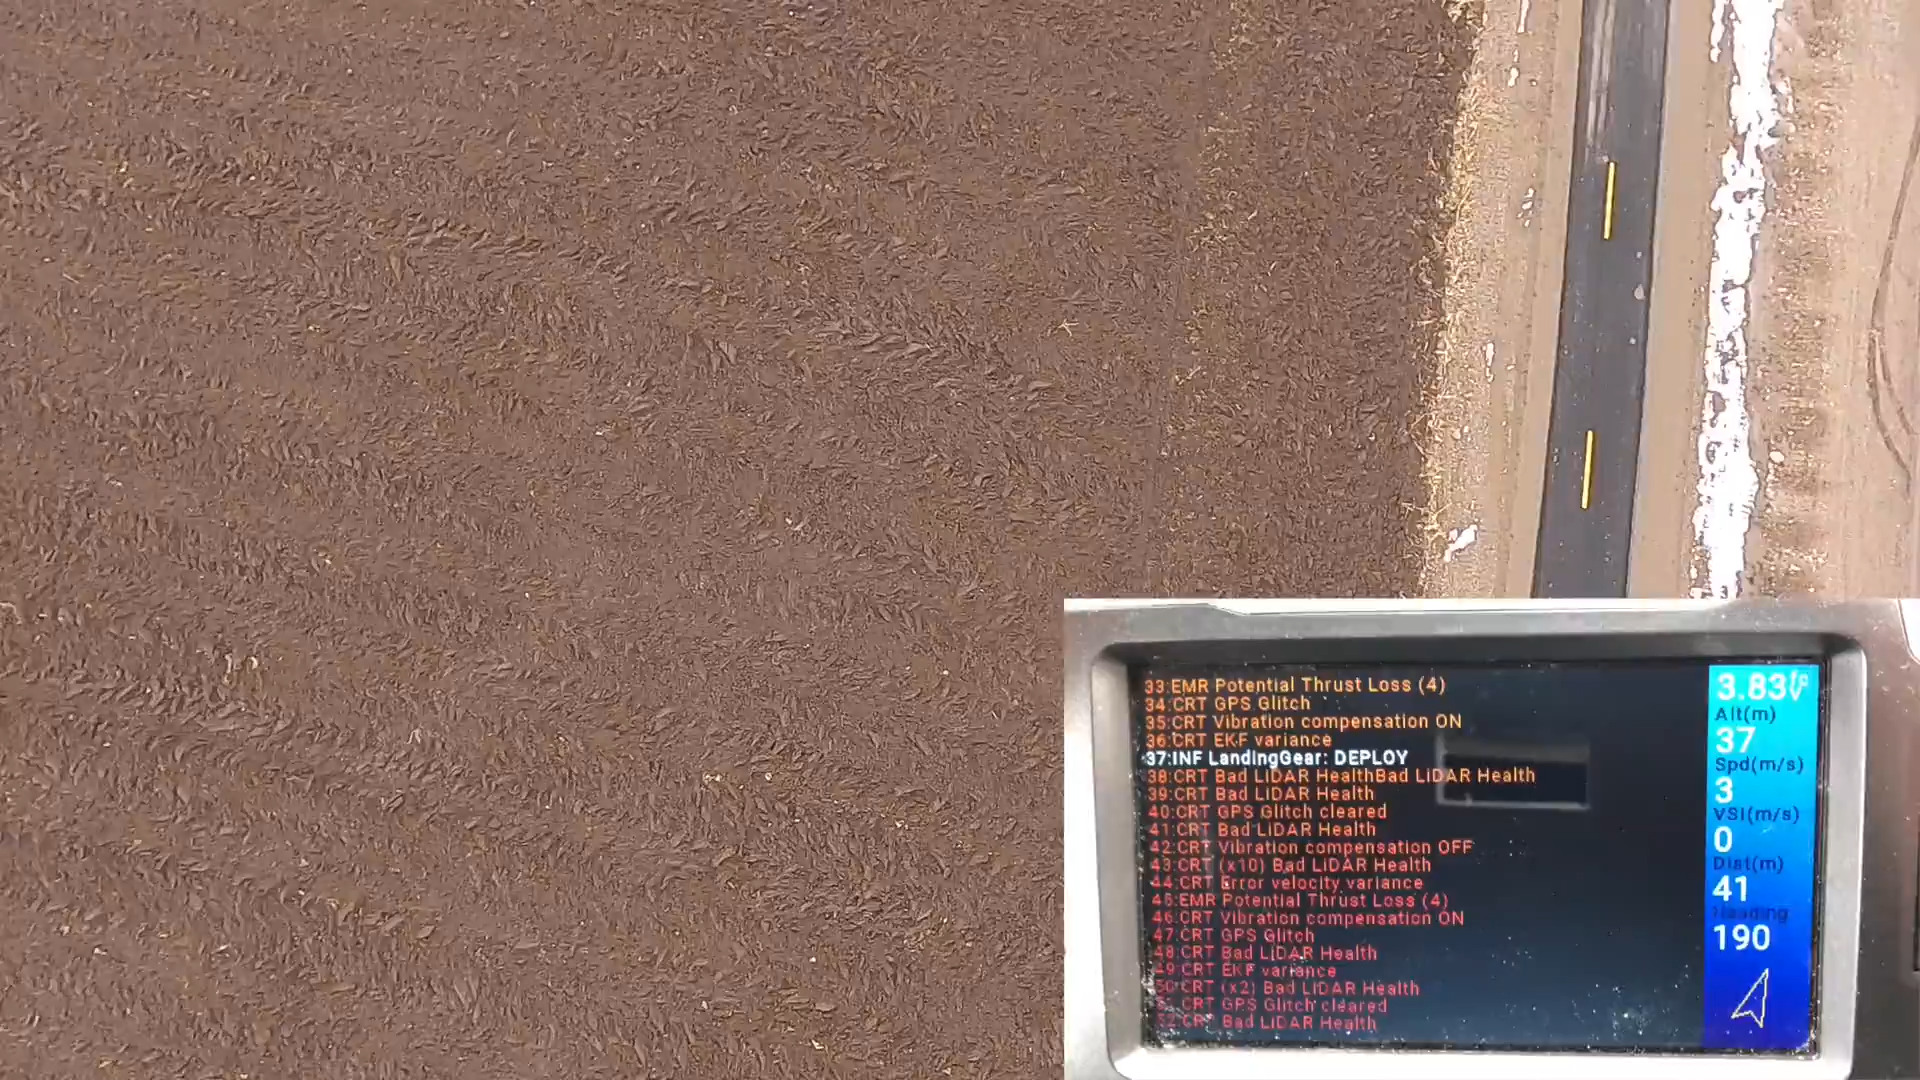 33:EMR Potential Thrust Loss (4)
34:CRT GPS Glitch
35:CRT Vibration compensation ON
36:CRT EKF variance
37:INF LandingGear: DEPLOY
38:CRT Bad LiDAR HealthBad LiDAR Health
39:CRT Bad LiDAR Health
40:CRT GPS Glitch cleared
41:CRT Bad LiDAR Health
42:CRT Vibration compensation OFF
43:CRT (x10) Bad LiDAR Health
44:CRT Error velocity variance
45:EMR Potential Thrust Loss (4)
46:CRT Vibration compensation ON
47:CRT GPS Glitch
48:CRT Bad LiDAR Health
49:CRT EKF variance
50:CRT (x2) Bad LiDAR Health
51:CRT GPS Glitch cleared
52:CRT Bad LiDAR Health
3.83V
Alt(m)
37
Spd(m/s)
3
VSI(m/s)
0
Dist(m)
41
Heading
190